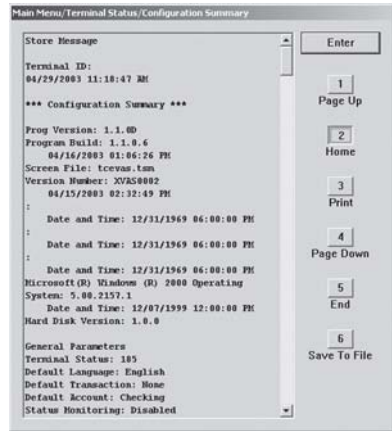 Main Menu/Terminal Status/Configuration Summary
Store Message
Terminal ID:
04/29/2003 11:18:47 AM
*** Configuration Summary ***
Prog Version: 1.1.0D
Program Build: 1.1.0.6
04/16/2003 01:06:26 PM
Screen File: tcevas.tsm
Version Number: XVAS0002
04/15/2003 02:32:49 PM
:
Date and Time: 12/31/1969 06:00:00 PM
:
Date and Time: 12/31/1969 06:00:00 PM
:
Date and Time: 12/31/1969 06:00:00 PM
Microsoft(R) Windows (R) 2000 Operating
System: 5.00.2157.1
Date and Time: 12/07/1999 12:00:00 PM
Hard Disk Version: 1.0.0
General Parameters
Terminal Status: 185
Default Language: English
Default Transaction: None
Default Account: Checking
Status Monitoring: Disabled
Enter
1
Page Up
2
Home
3
Print
4
Page Down
5
End
6
Save To File